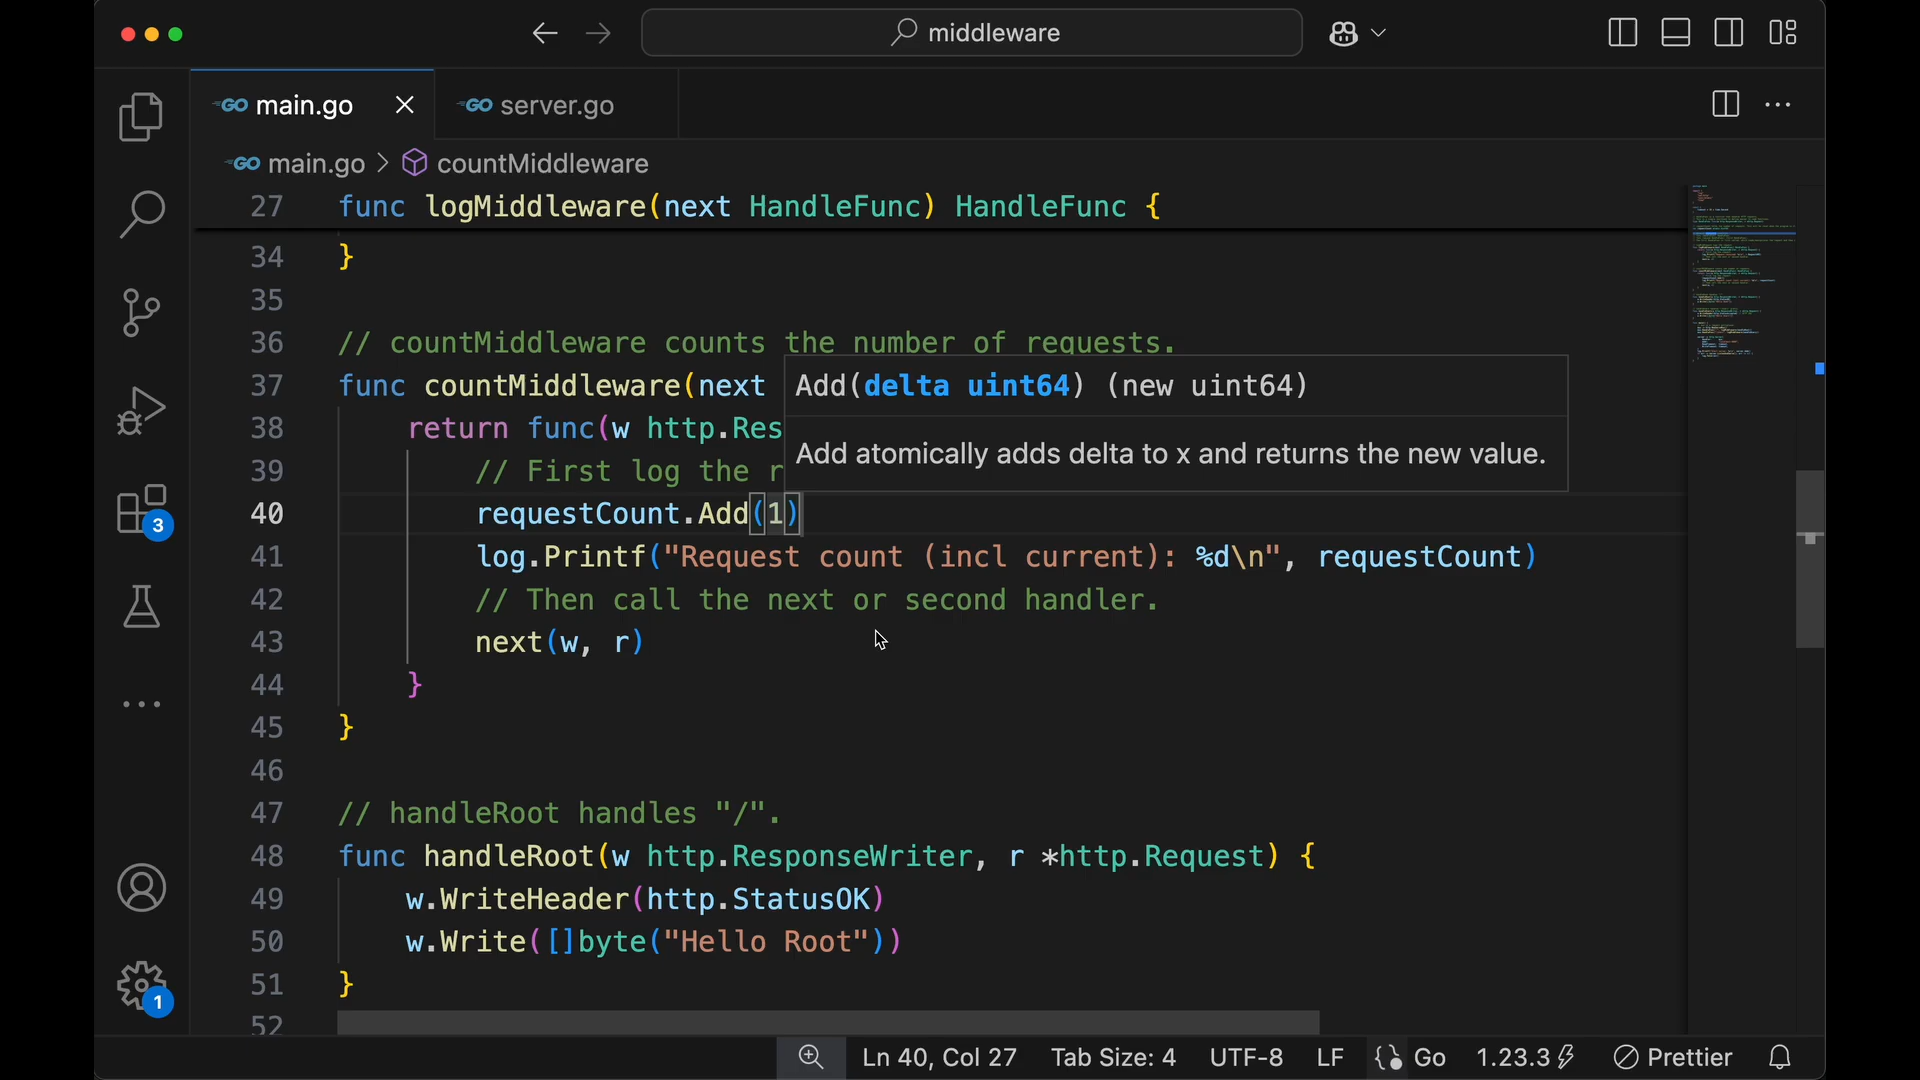 middleware
GO main.go
GO server.go
GO main.go > countMiddleware
27 func logMiddleware(next HandleFunc) HandleFunc {
34 }
35
36 // countMiddleware counts the number of requests.
37 func countMiddleware(next
Add(delta uint64) (new uint64)
38 return func(w http.Res
Add atomically adds delta to x and returns the new value.
39 // First log the r
40 requestCount.Add(1)
41 log.Printf("Request count (incl current): %d\n", requestCount)
42 // Then call the next or second handler.
43 next(w, r)
44 }
45 }
46
47 // handleRoot handles "/".
48 func handleRoot(w http.ResponseWriter, r *http.Request) {
49 w.WriteHeader(http.StatusOK)
50 w.Write([]byte("Hello Root"))
51 }
52
3
1
Ln 40, Col 27 Tab Size: 4 UTF-8 LF Go 1.23.3 Prettier